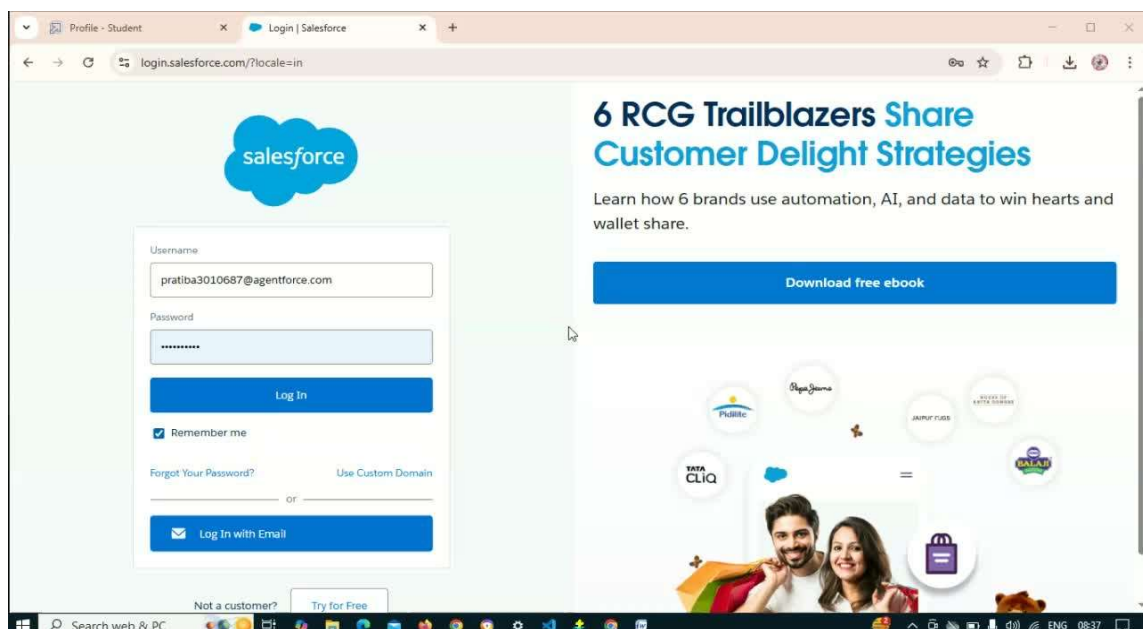 Profile - Student
Login | Salesforce
login.salesforce.com/?locale=in
salesforce
Username
pratiba3010687@agentforce.com
Password
Log In
Remember me
Forgot Your Password?
Use Custom Domain
or
Log In with Email
Not a customer?
Try for Free
6 RCG Trailblazers Share
Customer Delight Strategies
Learn how 6 brands use automation, AI, and data to win hearts and
wallet share.
Download free ebook
Pepe Jeans
Pidilite
JAIPUR RUGS
TATA
CLiQ
BALAJI
Search web & PC
ENG
08:37